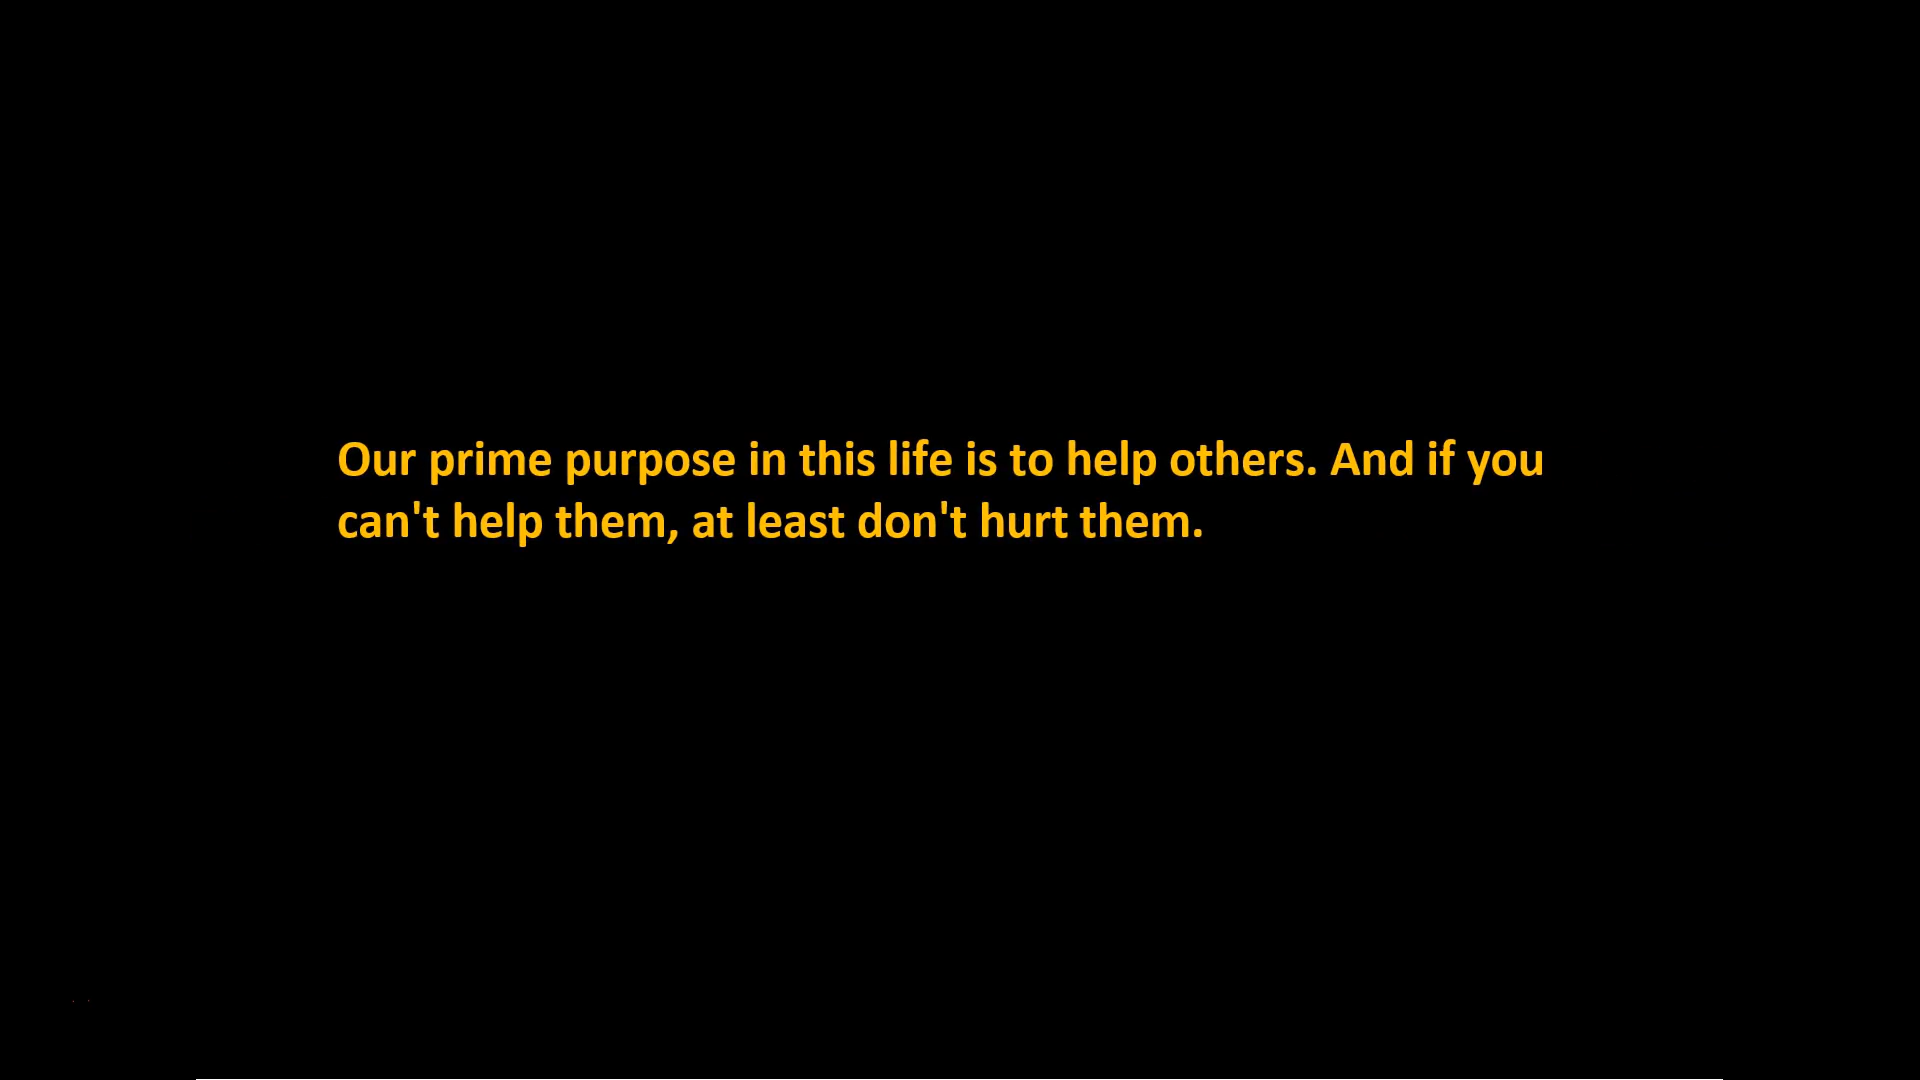 Our prime purpose in this life is to help others. And if you
can't help them, at least don't hurt them.